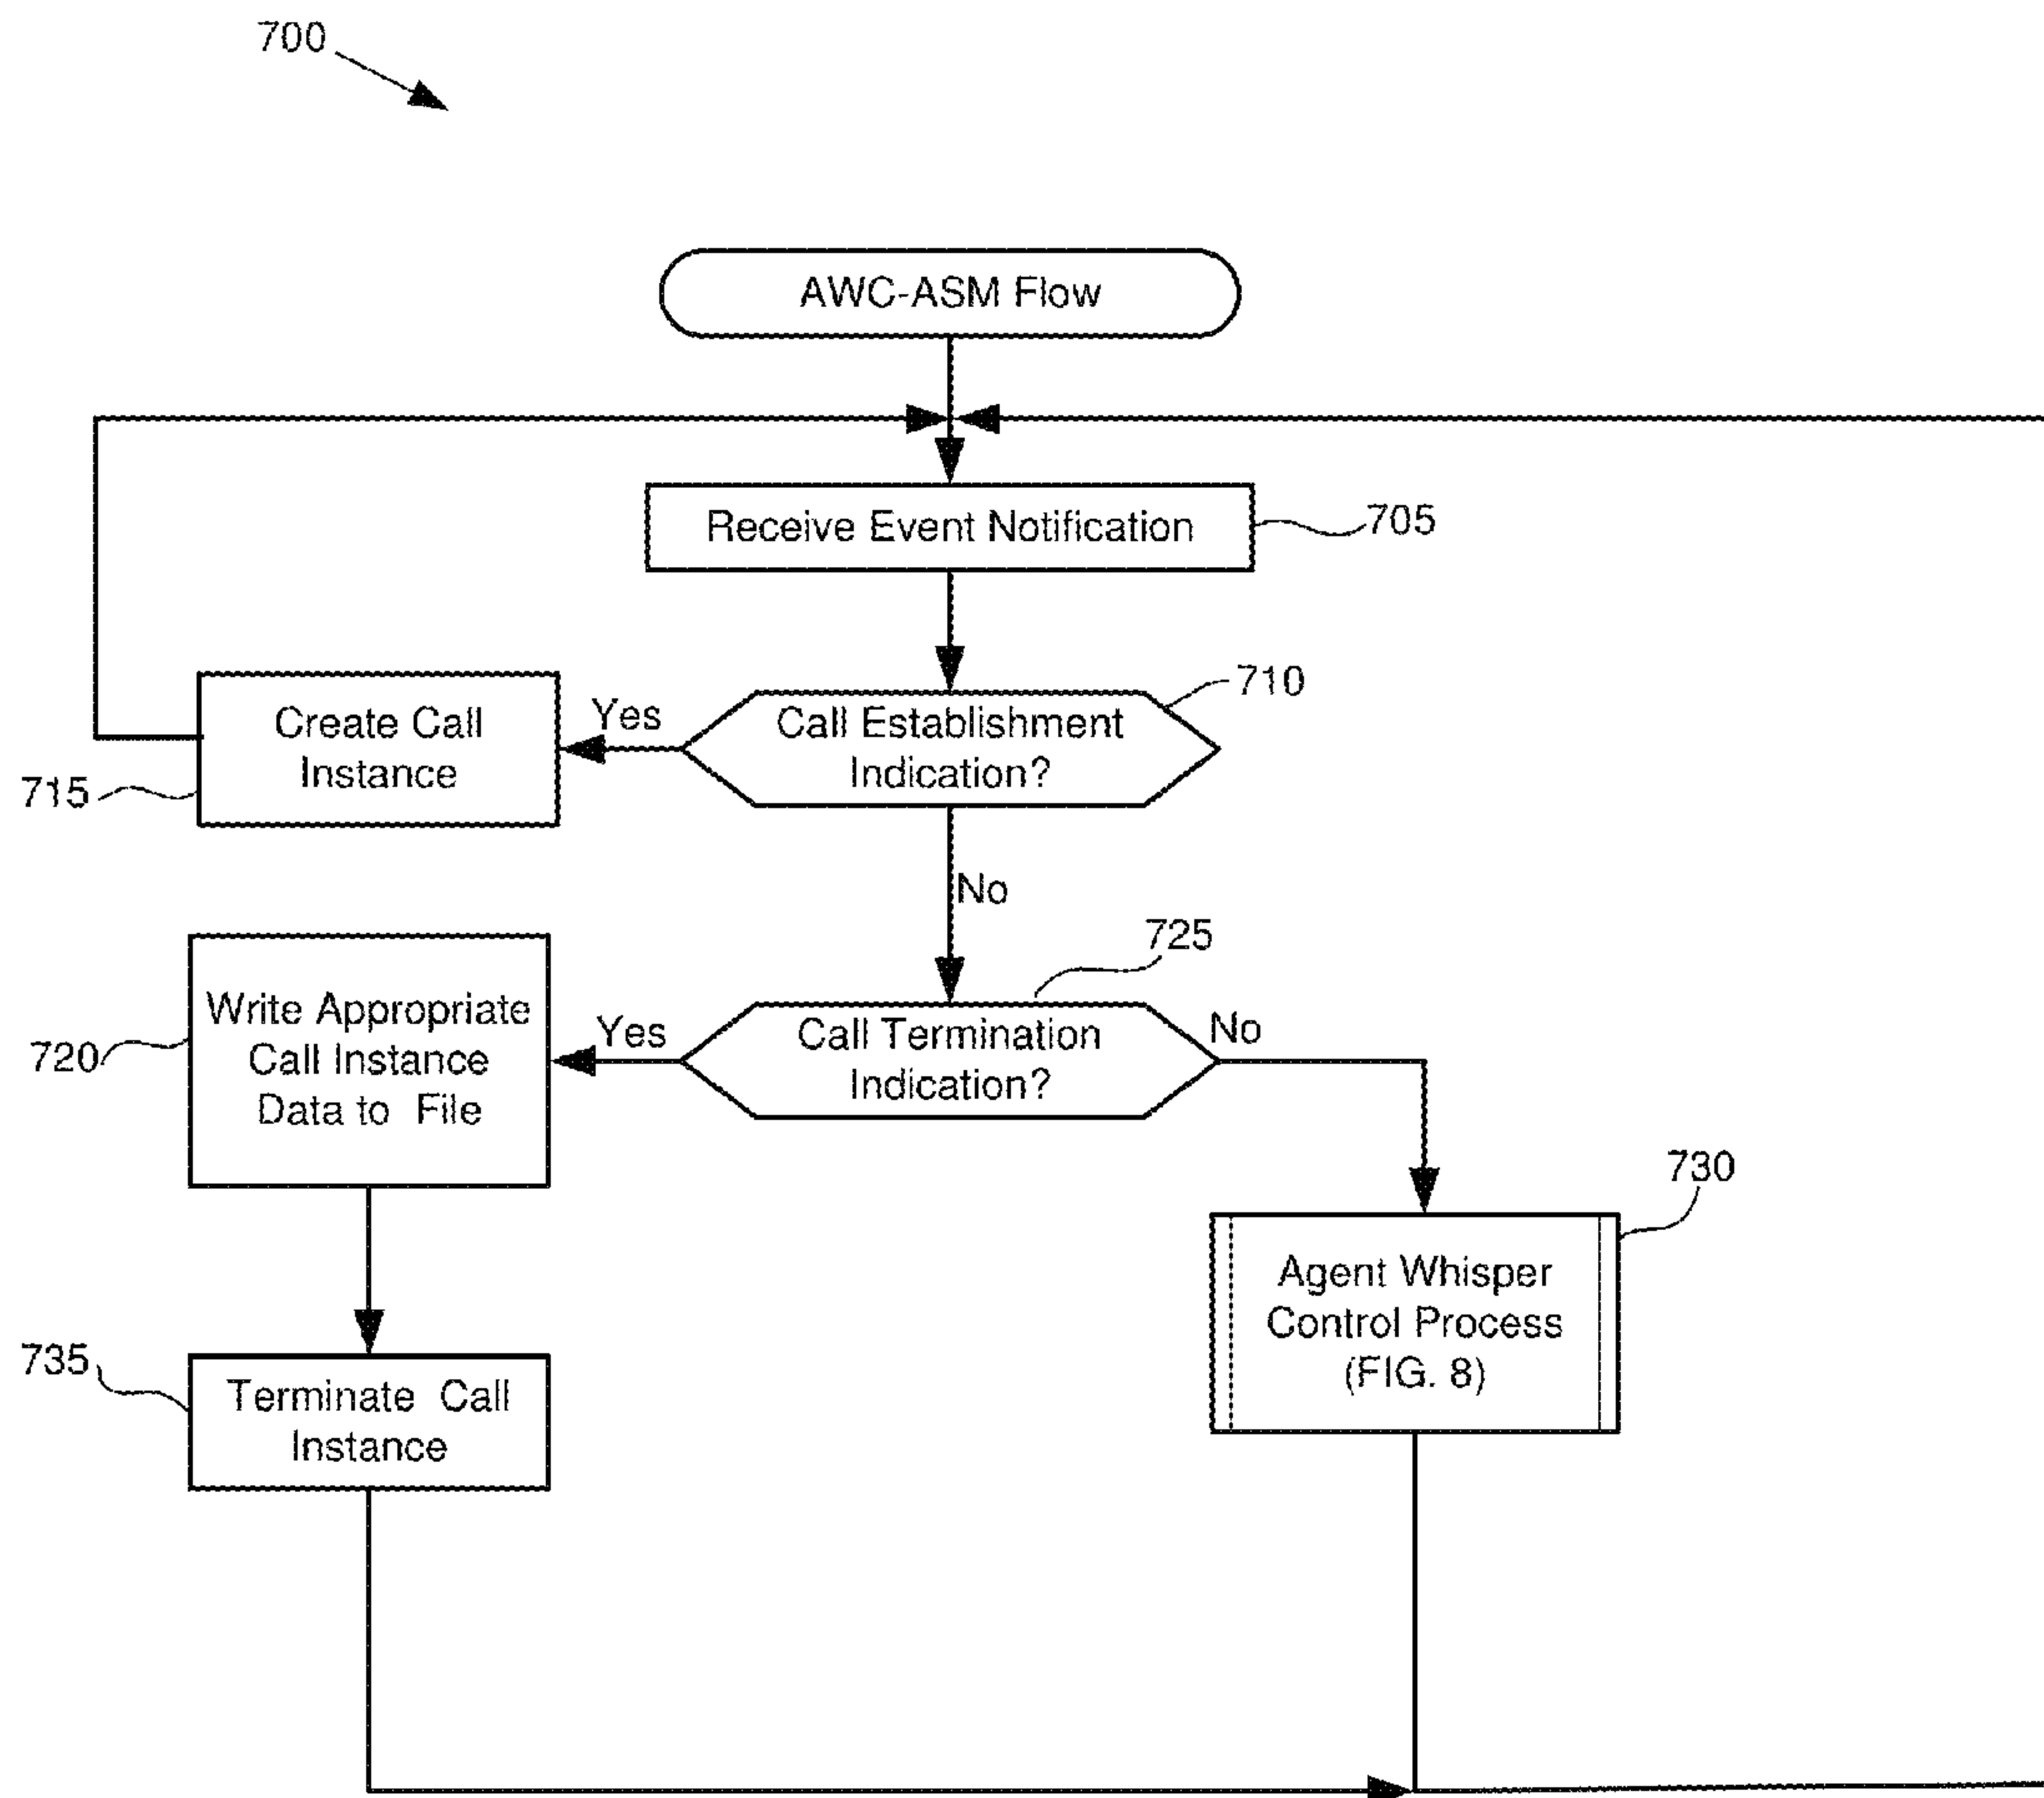 700
AWC-ASM Flow
Receive Event Notification
705
710
Yes
Call Establishment
Indication?
Create Call
Instance
715
No
725
Write Appropriate
Call Instance
Data to File
720
Yes
Call Termination
Indication?
No
730
Agent Whisper
Control Process
(FIG. 8)
735
Terminate Call
Instance